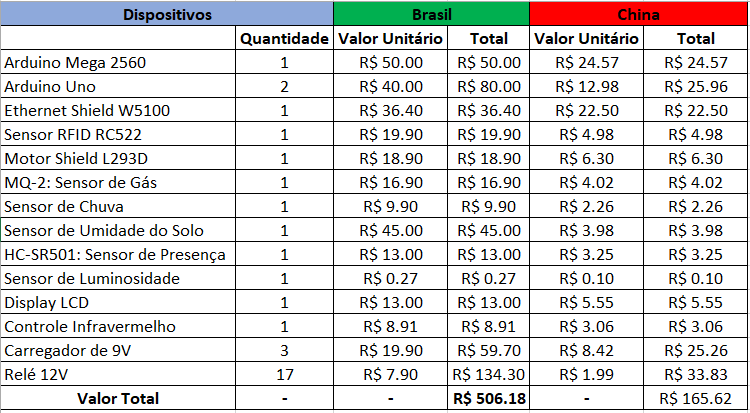 Dispositivos Brasil China
Quantidade Valor Unitário Total Valor Unitário Total
Arduino Mega 2560 1 R$ 50.00 R$ 50.00 R$ 24.57 R$ 24.57
Arduino Uno 2 R$ 40.00 R$ 80.00 R$ 12.98 R$ 25.96
Ethernet Shield W5100 1 R$ 36.40 R$ 36.40 R$ 22.50 R$ 22.50
Sensor RFID RC522 1 R$ 19.90 R$ 19.90 R$ 4.98 R$ 4.98
Motor Shield L293D 1 R$ 18.90 R$ 18.90 R$ 6.30 R$ 6.30
MQ-2: Sensor de Gás 1 R$ 16.90 R$ 16.90 R$ 4.02 R$ 4.02
Sensor de Chuva 1 R$ 9.90 R$ 9.90 R$ 2.26 R$ 2.26
Sensor de Umidade do Solo 1 R$ 45.00 R$ 45.00 R$ 3.98 R$ 3.98
HC-SR501: Sensor de Presença 1 R$ 13.00 R$ 13.00 R$ 3.25 R$ 3.25
Sensor de Luminosidade 1 R$ 0.27 R$ 0.27 R$ 0.10 R$ 0.10
Display LCD 1 R$ 13.00 R$ 13.00 R$ 5.55 R$ 5.55
Controle Infravermelho 1 R$ 8.91 R$ 8.91 R$ 3.06 R$ 3.06
Carregador de 9V 3 R$ 19.90 R$ 59.70 R$ 8.42 R$ 25.26
Relé 12V 17 R$ 7.90 R$ 134.30 R$ 1.99 R$ 33.83
Valor Total - - R$ 506.18 - R$ 165.62